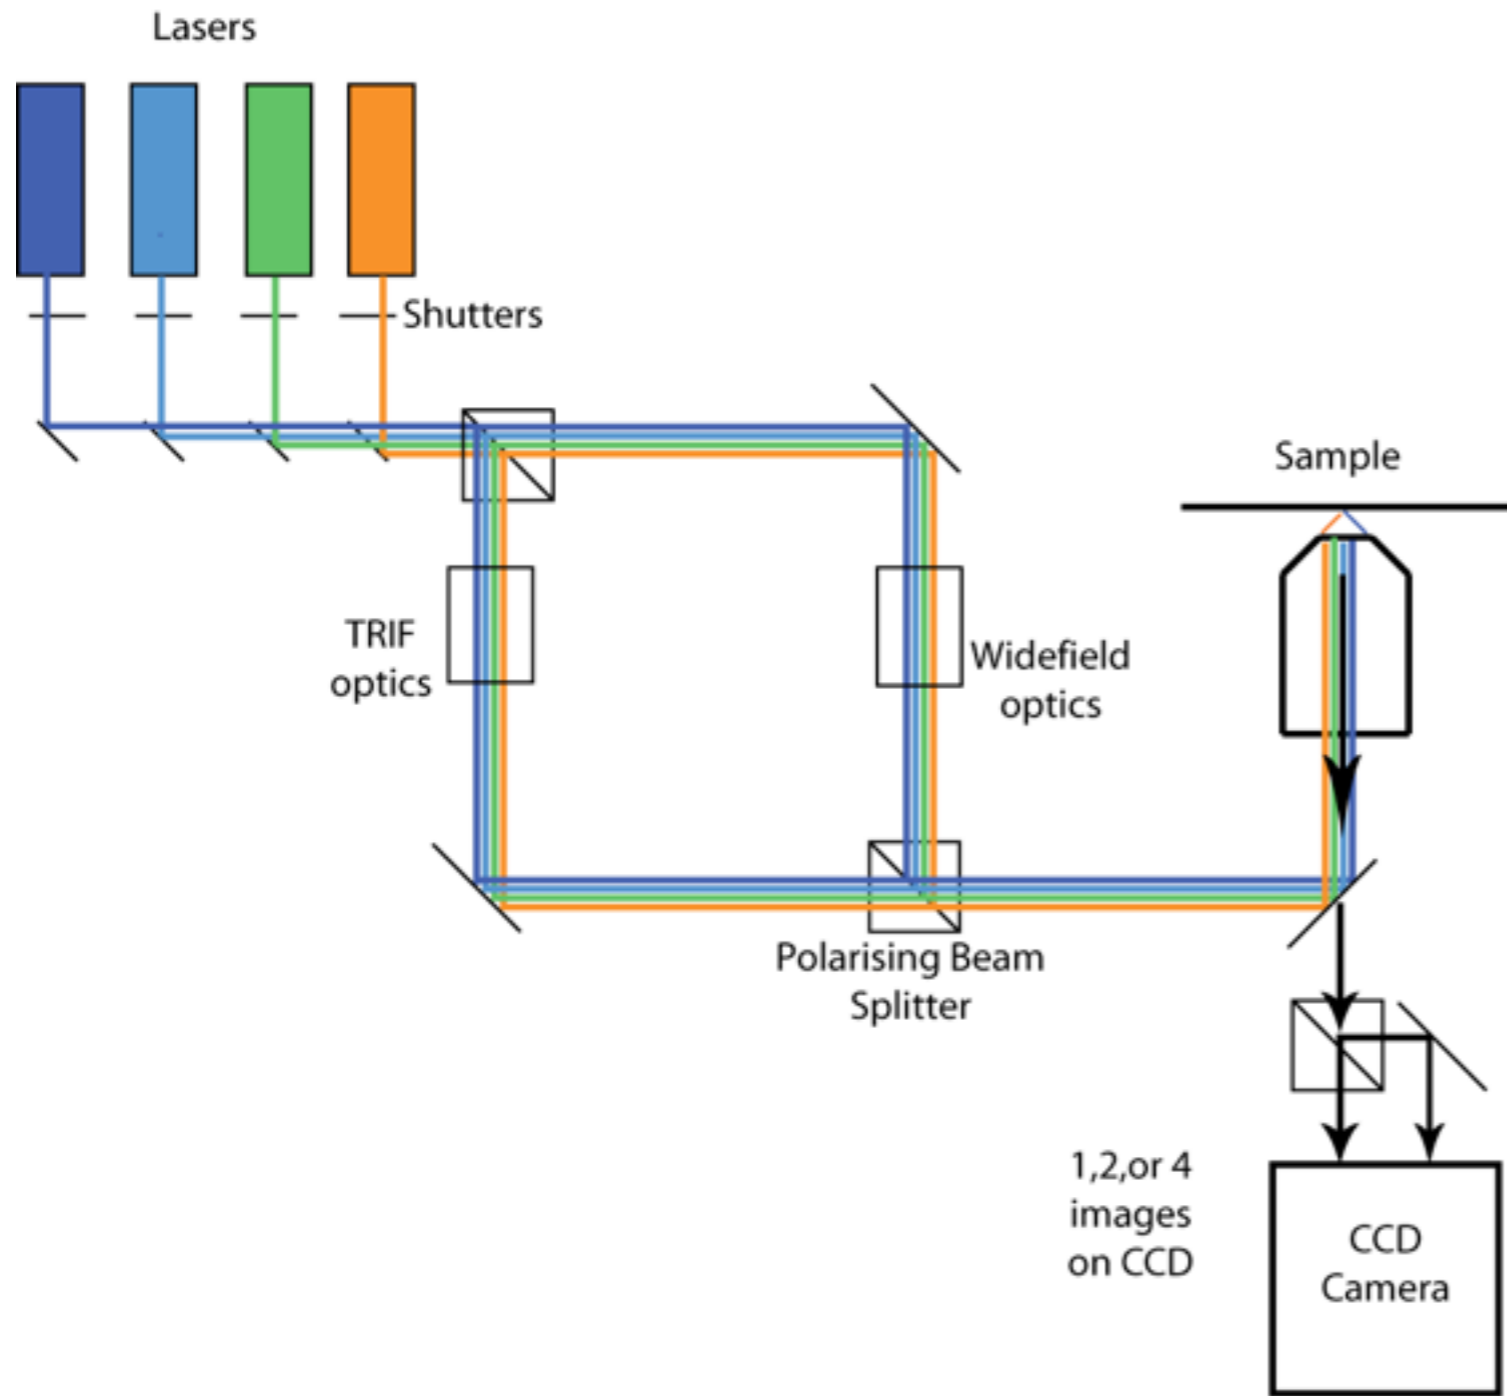 Lasers
Shutters
Sample
TRIF
optics
Widefield
optics
Polarising Beam
Splitter
1,2,or 4
images
on CCD
CCD
Camera